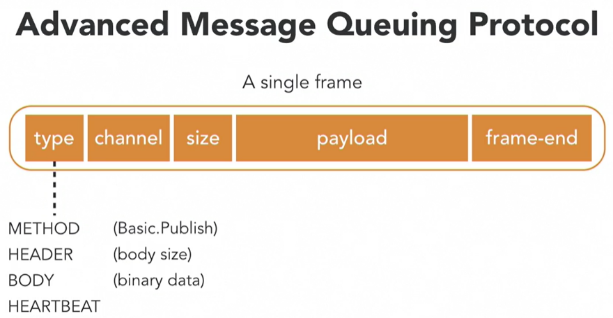 Advanced Message Queuing Protocol
A single frame
type channel size payload frame-end
METHOD (Basic.Publish)
HEADER (body size)
BODY (binary data)
HEARTBEAT